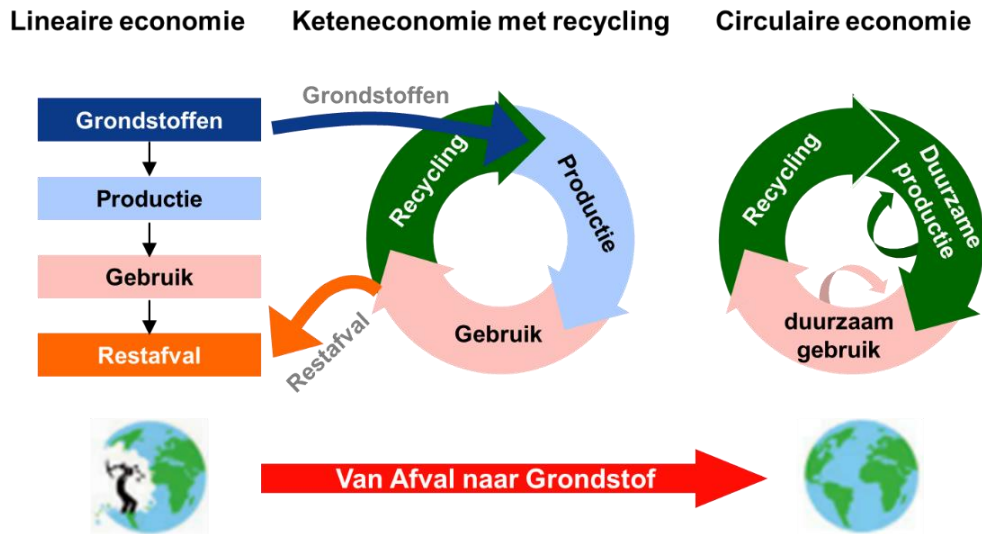 Lineaire economie
Keteneconomie met recycling
Circulaire economie
Grondstoffen
Productie
Gebruik
Restafval
Grondstoffen
Recycling
Productie
Gebruik
Restafval
Recycling
Duurzame
productie
duurzaam
gebruik
Van Afval naar Grondstof